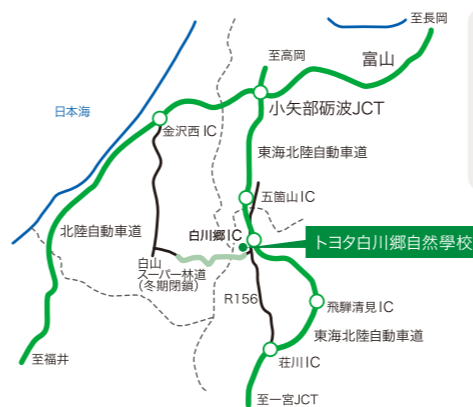 至長岡
至高岡
富山
小矢部砺波JCT
日本海
金沢西IC
東海北陸自動車道
五箇山IC
北陸自動車道
白川郷IC
トヨタ白川郷自然學校
白山
スーパー林道
(冬期閉鎖)
R156
飛騨清見IC
東海北陸自動車道
至福井
荘川IC
至一宮JCT